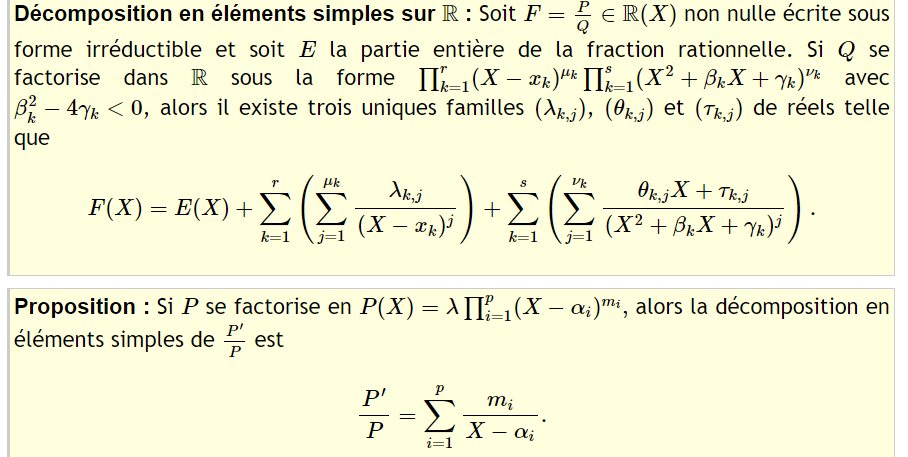 Décomposition en éléments simples sur ℝ : Soit $F = \frac{P}{Q} \in \mathbb{R}(X)$ non nulle écrite sous
forme irréductible et soit $E$ la partie entière de la fraction rationnelle. Si $Q$ se
factorise dans $\mathbb{R}$ sous la forme $\prod_{k=1}^{r}(X - x_k)^{\mu_k} \prod_{k=1}^{s}(X^2 + \beta_k X + \gamma_k)^{\nu_k}$ avec
$\beta_k^2 - 4\gamma_k < 0$, alors il existe trois uniques familles $(\lambda_{k,j})$, $(\theta_{k,j})$ et $(\tau_{k,j})$ de réels telle
que
$F(X) = E(X) + \sum_{k=1}^{r} \left( \sum_{j=1}^{\mu_k} \frac{\lambda_{k,j}}{(X - x_k)^j} \right) + \sum_{k=1}^{s} \left( \sum_{j=1}^{\nu_k} \frac{\theta_{k,j} X + \tau_{k,j}}{(X^2 + \beta_k X + \gamma_k)^j} \right).$
Proposition : Si $P$ se factorise en $P(X) = \lambda \prod_{i=1}^{p}(X - \alpha_i)^{m_i}$, alors la décomposition en
éléments simples de $\frac{P'}{P}$ est
$\frac{P'}{P} = \sum_{i=1}^{p} \frac{m_i}{X - \alpha_i}.$